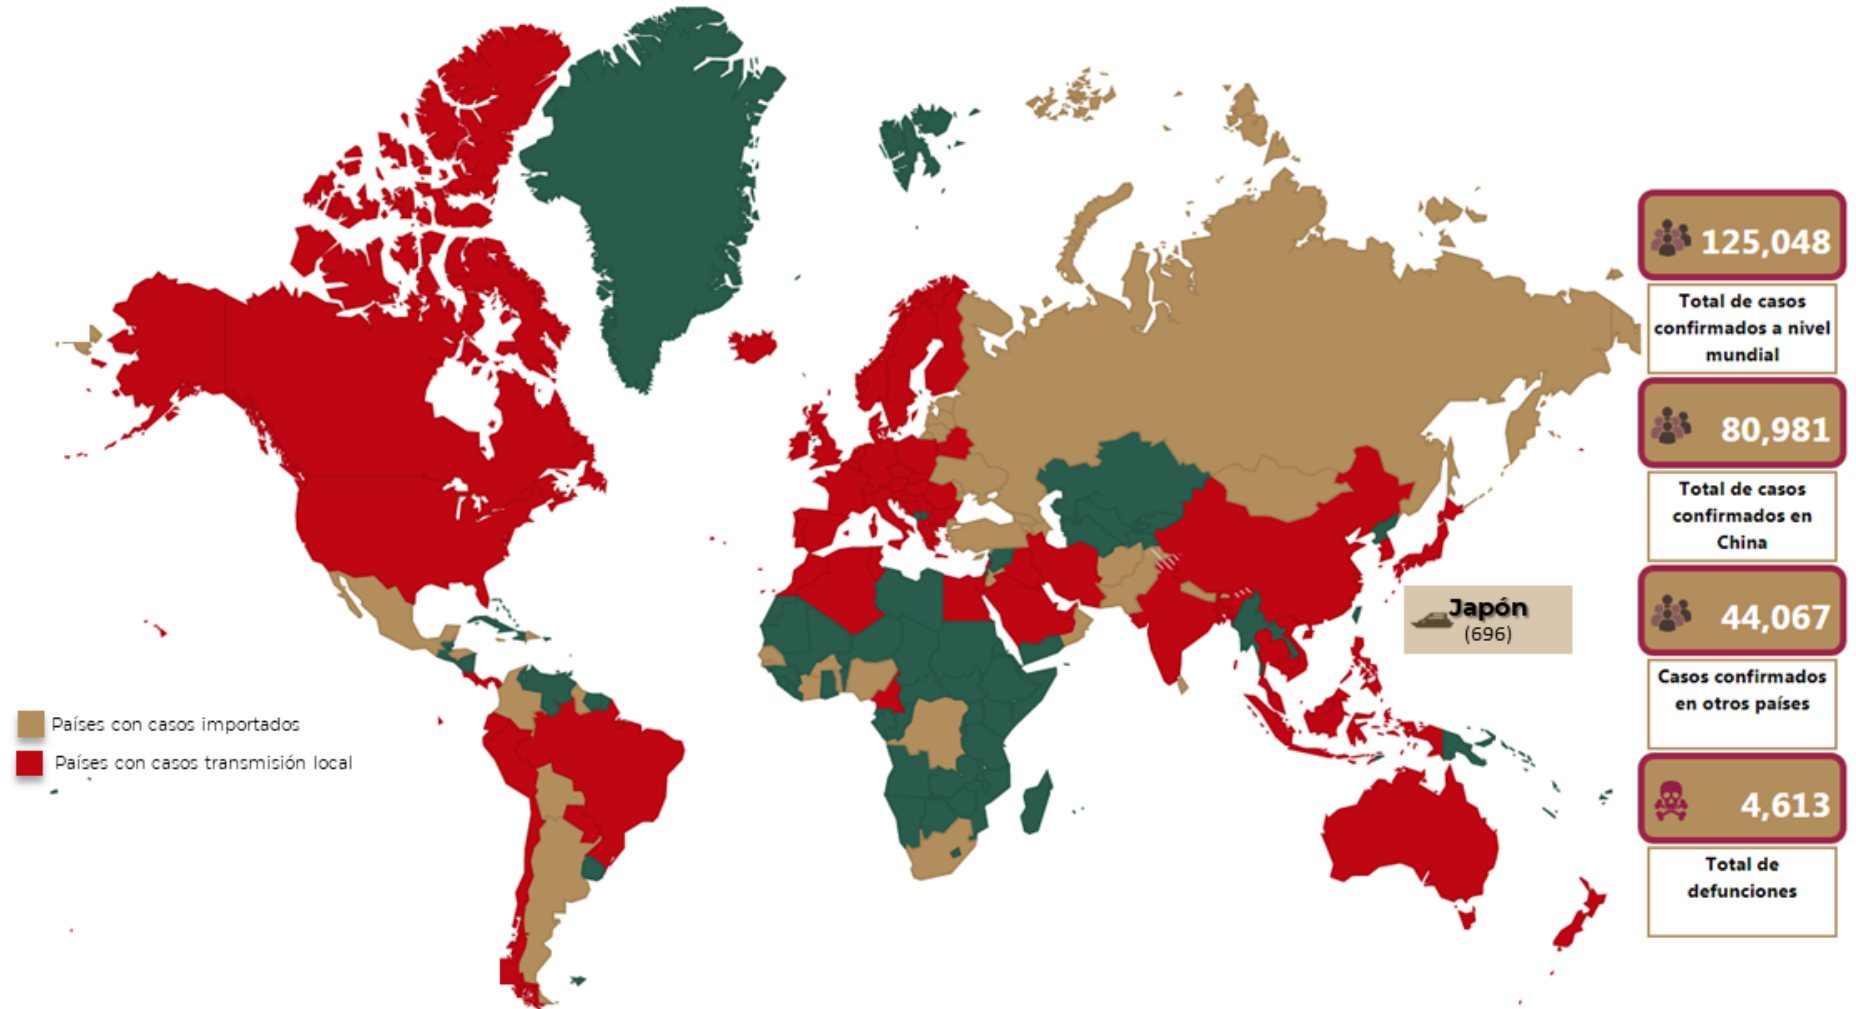 125,048
Total de casos
confirmados a nivel
mundial
80,981
Total de casos
confirmados en
China
44,067
Casos confirmados
en otros países
4,613
Total de
defunciones
Japón
(696)
Países con casos importados
Países con casos transmisión local